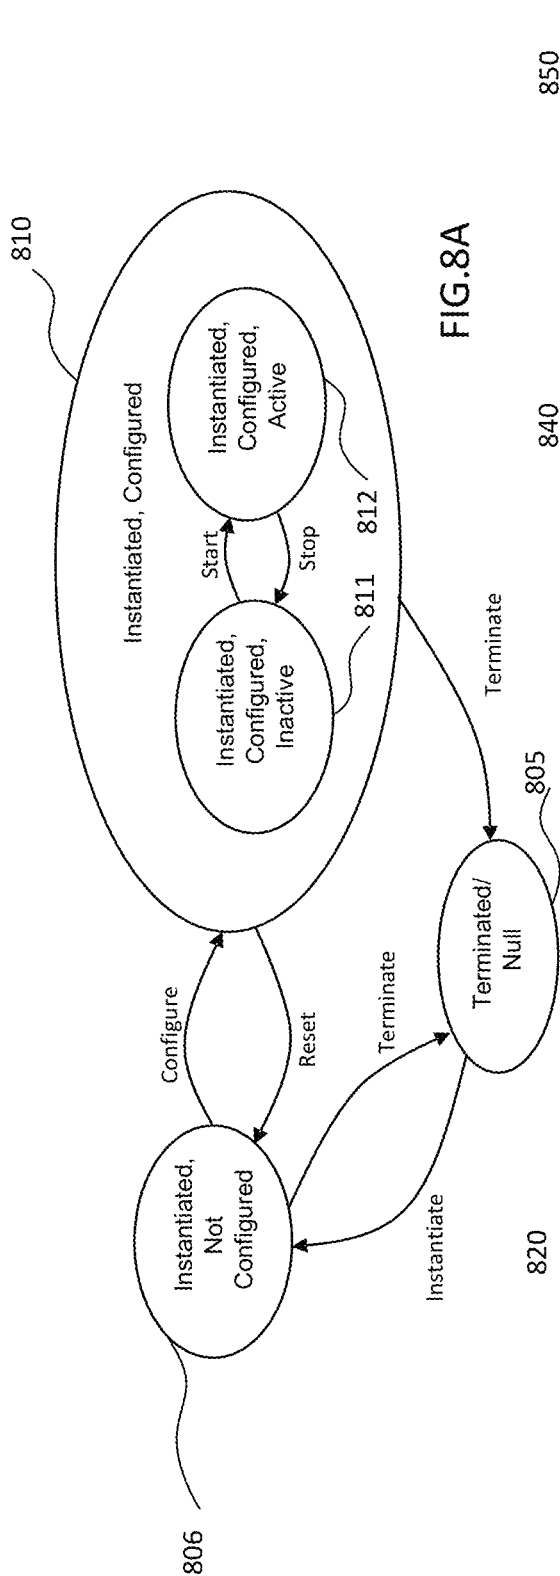 810
Instantiated, Configured
Configure
806
Instantiated,
Not
Configured
Start
Instantiated,
Configured,
Inactive
Instantiated,
Configured,
Active
Reset
Stop
811
812
Terminate
Instantiate
FIG.8A
Terminate
Terminated/
Null
805
820
840
850